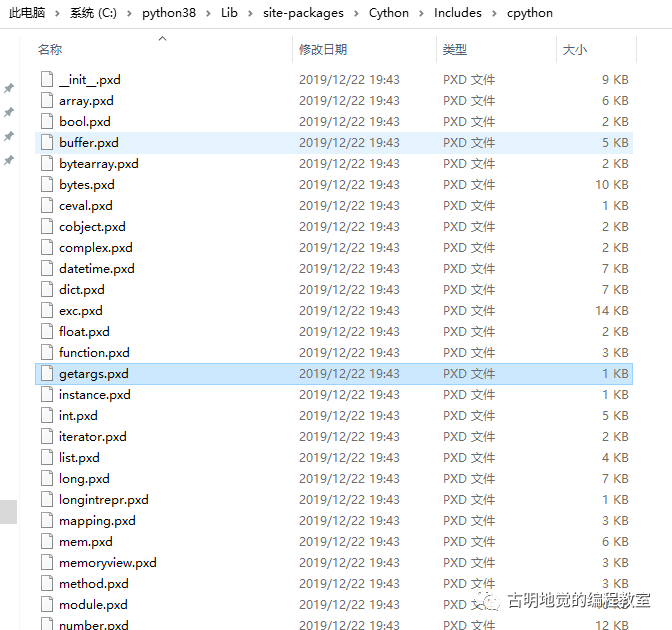 此电脑 > 系统 (C:) > python38 > Lib > site-packages > Cython > Includes > cpython
名称 修改日期 类型 大小
__init__.pxd 2019/12/22 19:43 PXD 文件 9 KB
array.pxd 2019/12/22 19:43 PXD 文件 6 KB
bool.pxd 2019/12/22 19:43 PXD 文件 2 KB
buffer.pxd 2019/12/22 19:43 PXD 文件 5 KB
bytearray.pxd 2019/12/22 19:43 PXD 文件 2 KB
bytes.pxd 2019/12/22 19:43 PXD 文件 10 KB
ceval.pxd 2019/12/22 19:43 PXD 文件 1 KB
cobject.pxd 2019/12/22 19:43 PXD 文件 2 KB
complex.pxd 2019/12/22 19:43 PXD 文件 2 KB
datetime.pxd 2019/12/22 19:43 PXD 文件 7 KB
dict.pxd 2019/12/22 19:43 PXD 文件 7 KB
exc.pxd 2019/12/22 19:43 PXD 文件 14 KB
float.pxd 2019/12/22 19:43 PXD 文件 2 KB
function.pxd 2019/12/22 19:43 PXD 文件 3 KB
getargs.pxd 2019/12/22 19:43 PXD 文件 1 KB
instance.pxd 2019/12/22 19:43 PXD 文件 1 KB
int.pxd 2019/12/22 19:43 PXD 文件 5 KB
iterator.pxd 2019/12/22 19:43 PXD 文件 2 KB
list.pxd 2019/12/22 19:43 PXD 文件 4 KB
long.pxd 2019/12/22 19:43 PXD 文件 7 KB
longintrepr.pxd 2019/12/22 19:43 PXD 文件 1 KB
mapping.pxd 2019/12/22 19:43 PXD 文件 3 KB
mem.pxd 2019/12/22 19:43 PXD 文件 6 KB
memoryview.pxd 2019/12/22 19:43 PXD 文件 3 KB
method.pxd 2019/12/22 19:43 PXD 文件 3 KB
module.pxd 2019/12/22 19:43 PXD 文件 KB
古明地觉的编程教室
number.pxd 2019/12/22 19:43 PXD 文件 12 KB